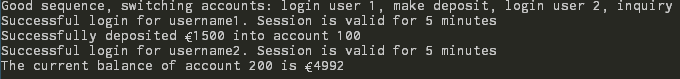 Good sequence, switching accounts: login user 1, make deposit, login user 2, inquiry
Successful login for username1. Session is valid for 5 minutes
Successfully deposited €1500 into account 100
Successful login for username2. Session is valid for 5 minutes
The current balance of account 200 is €4992